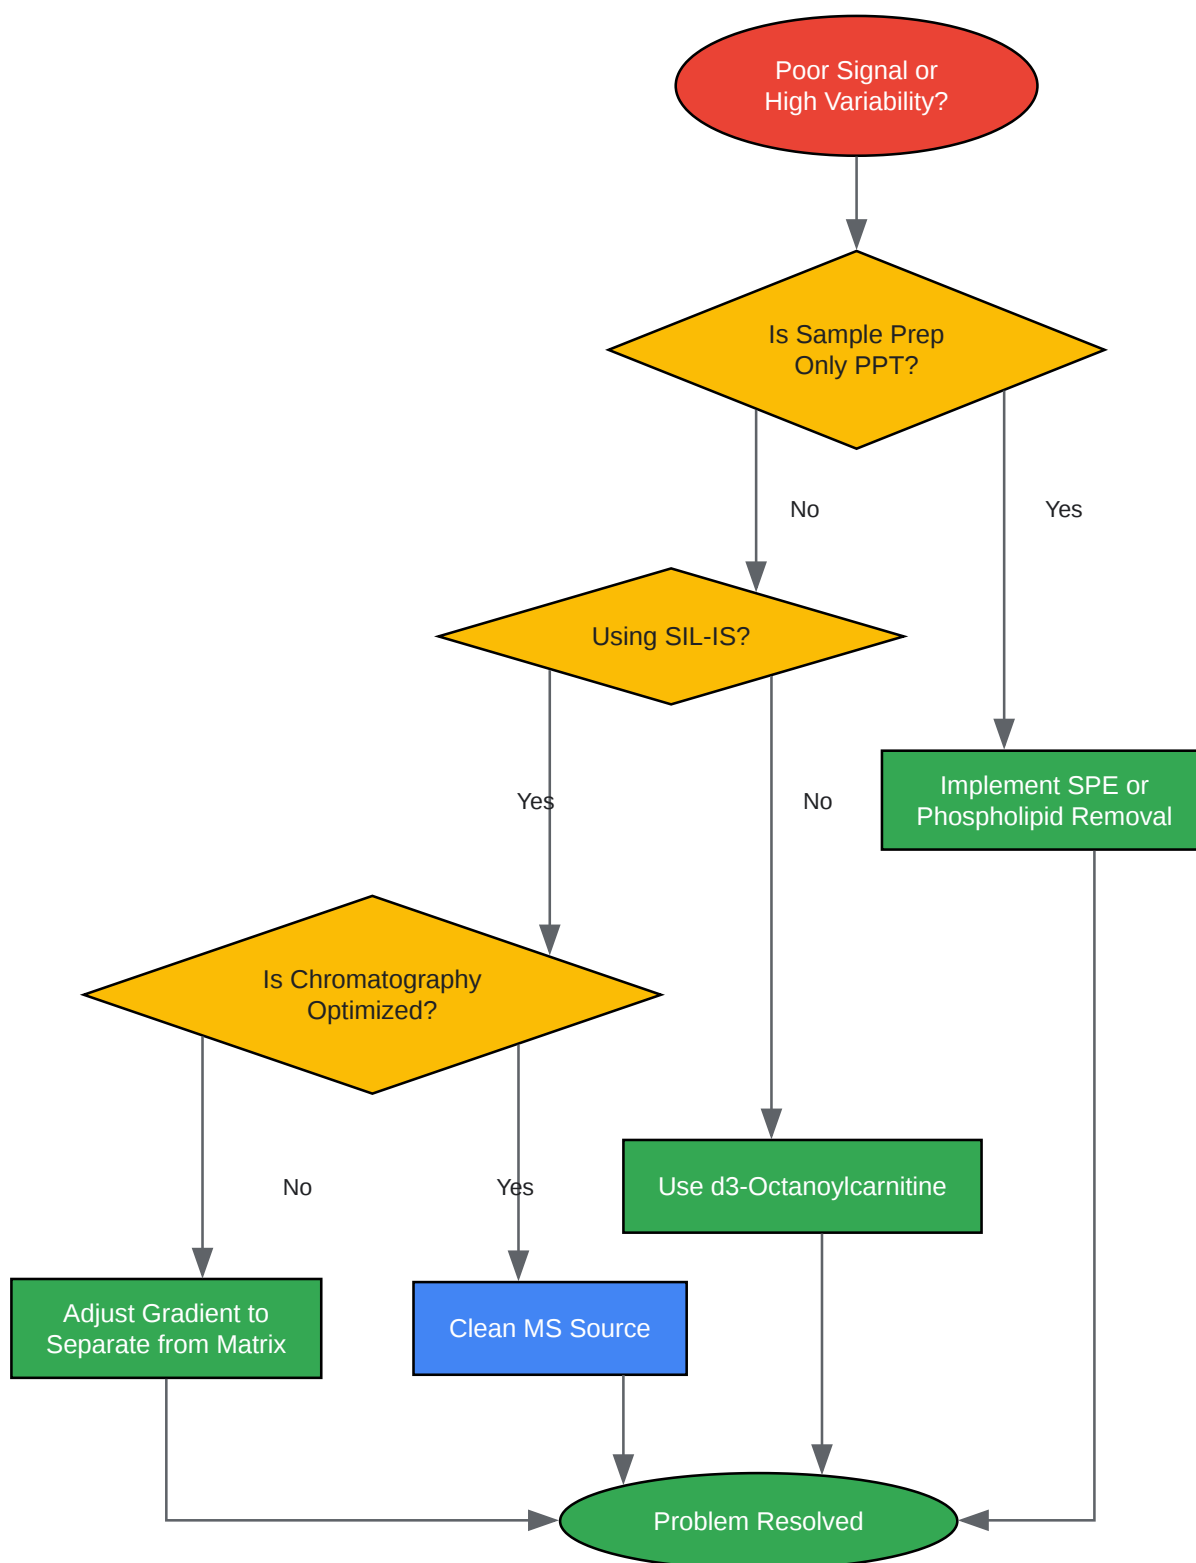 Poor Signal or
High Variability?
Is Sample Prep
Only PPT?
No
Yes
Using SIL-IS?
Yes
No
Implement SPE or
Phospholipid Removal
Is Chromatography
Optimized?
No
Yes
Use d3-Octanoylcarnitine
Adjust Gradient to
Separate from Matrix
Clean MS Source
Problem Resolved